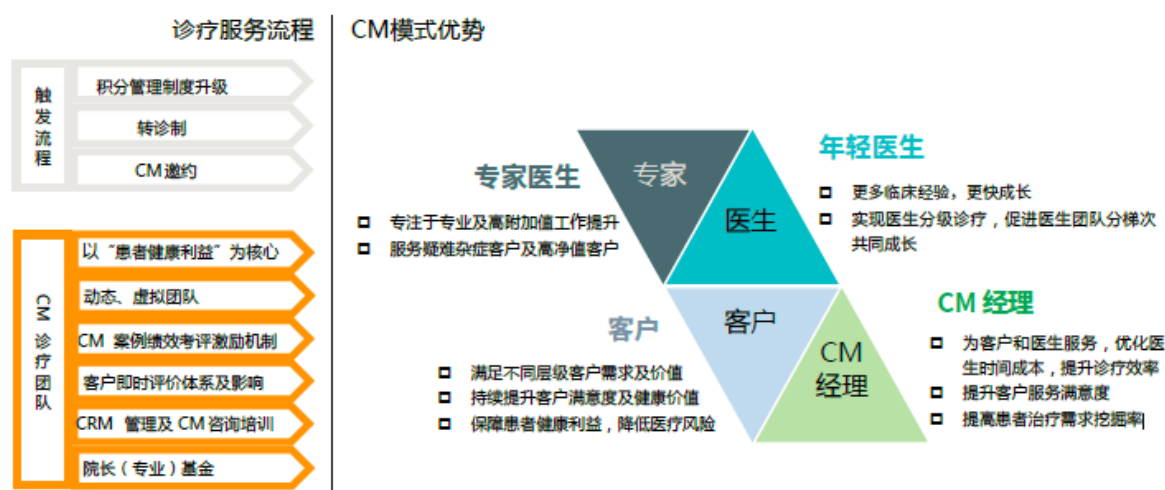 诊疗服务流程
CM模式优势
触发流程
积分管理制度升级
转诊制
CM邀约
CM诊疗团队
以“患者健康利益”为核心
动态、虚拟团队
CM 案例绩效考评激励机制
客户即时评价体系及影响
CRM 管理及CM咨询培训
院长（专业）基金
专家医生
专注于专业及高附加值工作提升
服务疑难杂症客户及高净值客户
专家
医生
年轻医生
更多临床经验，更快成长
实现医生分级诊疗，促进医生团队分梯次
共同成长
客户
满足不同层级客户需求及价值
持续提升客户满意度及健康价值
保障患者健康利益，降低医疗风险
客户
CM
经理
CM 经理
为客户和医生服务，优化医
生时间成本，提升诊疗效率
提升客户服务满意度
提高患者治疗需求挖掘率